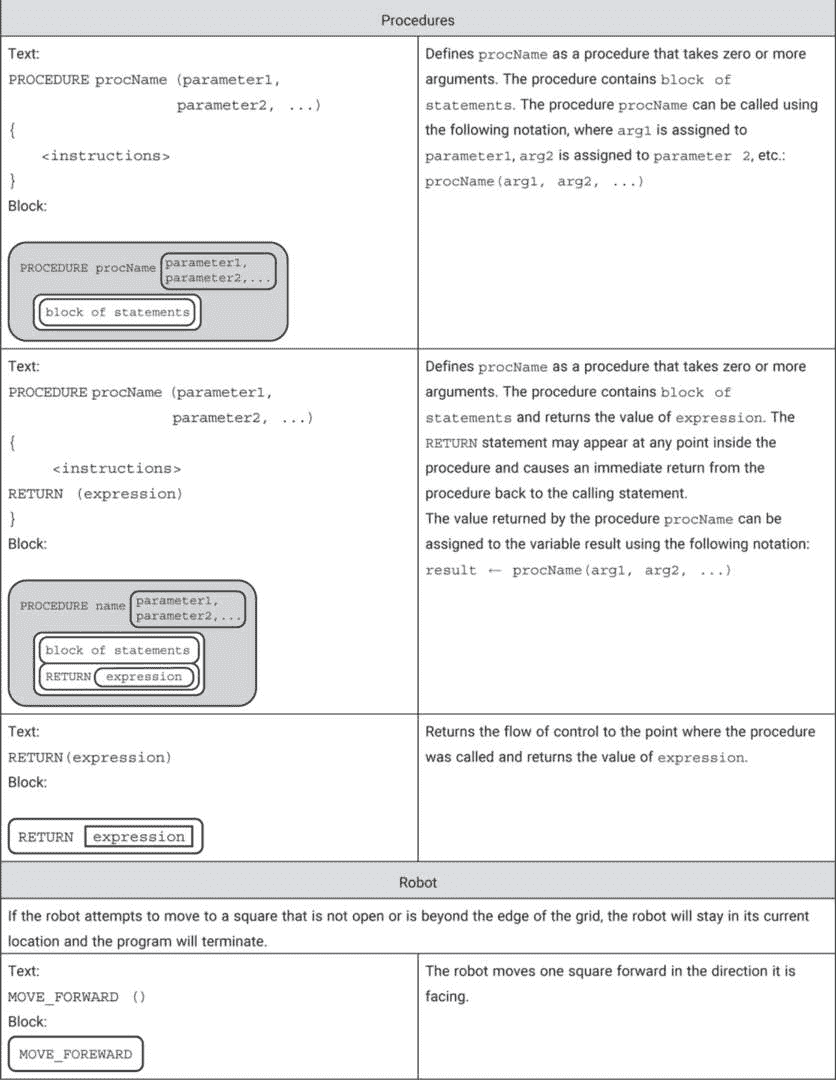 Procedures
Text:
PROCEDURE procName (parameter1,
parameter2, ...)
{
<instructions>
}
Block:
PROCEDURE procName parameter1,
parameter2,...
block of statements
Defines procName as a procedure that takes zero or more
arguments. The procedure contains block of
statements. The procedure procName can be called using
the following notation, where arg1 is assigned to
parameter1, arg2 is assigned to parameter 2, etc.:
procName(arg1, arg2, ...)
Text:
PROCEDURE procName (parameter1,
parameter2, ...)
{
<instructions>
RETURN (expression)
}
Block:
PROCEDURE name parameter1,
parameter2,...
block of statements
RETURN expression
Defines procName as a procedure that takes zero or more
arguments. The procedure contains block of
statements and returns the value of expression. The
RETURN statement may appear at any point inside the
procedure and causes an immediate return from the
procedure back to the calling statement.
The value returned by the procedure procName can be
assigned to the variable result using the following notation:
result ← procName(arg1, arg2, ...)
Text:
RETURN(expression)
Block:
RETURN expression
Returns the flow of control to the point where the procedure
was called and returns the value of expression.
Robot
If the robot attempts to move to a square that is not open or is beyond the edge of the grid, the robot will stay in its current
location and the program will terminate.
Text:
MOVE_FORWARD ()
Block:
MOVE_FOREWARD
The robot moves one square forward in the direction it is
facing.